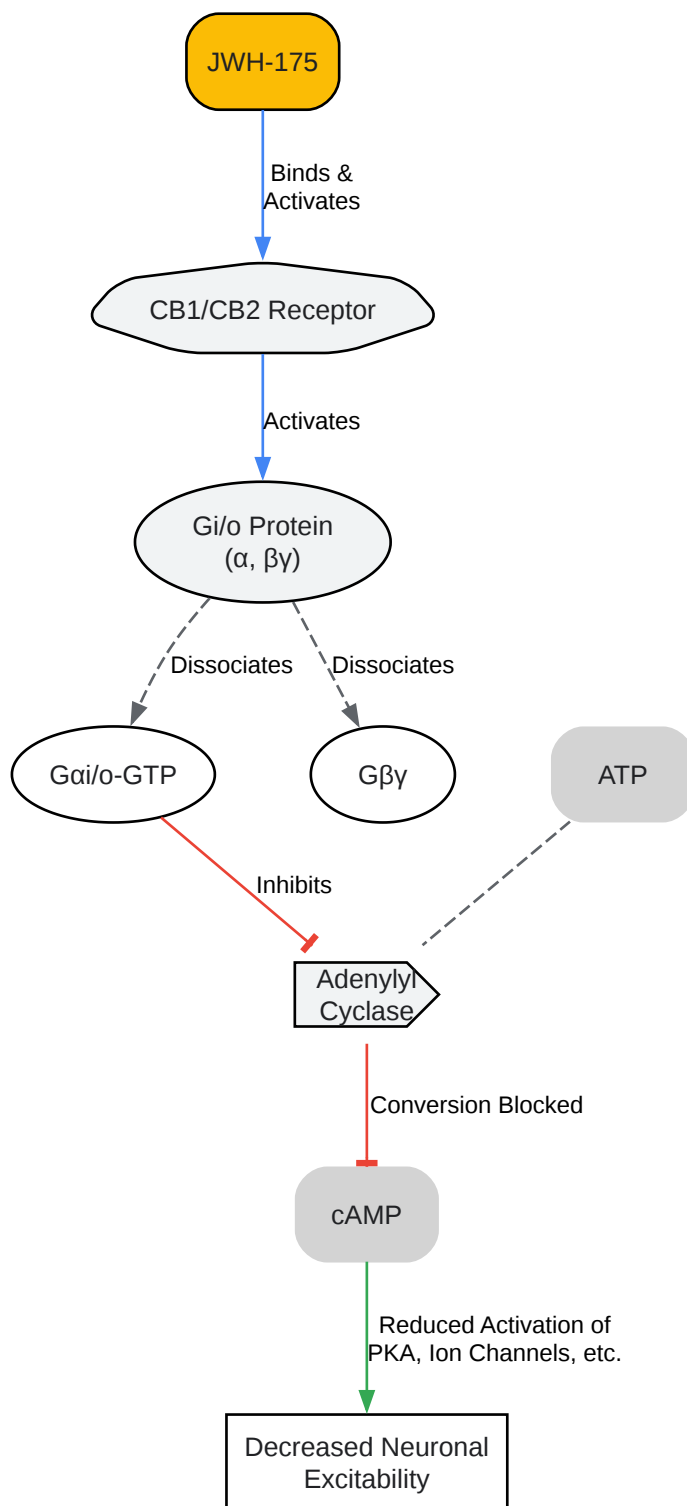 JWH-175
Binds &
Activates
CB1/CB2 Receptor
Activates
Gi/o Protein
(α, βγ)
Dissociates
Dissociates
Gαi/o-GTP
Gβγ
ATP
Inhibits
Adenylyl
Cyclase
Conversion Blocked
cAMP
Reduced Activation of
PKA, Ion Channels, etc.
Decreased Neuronal
Excitability